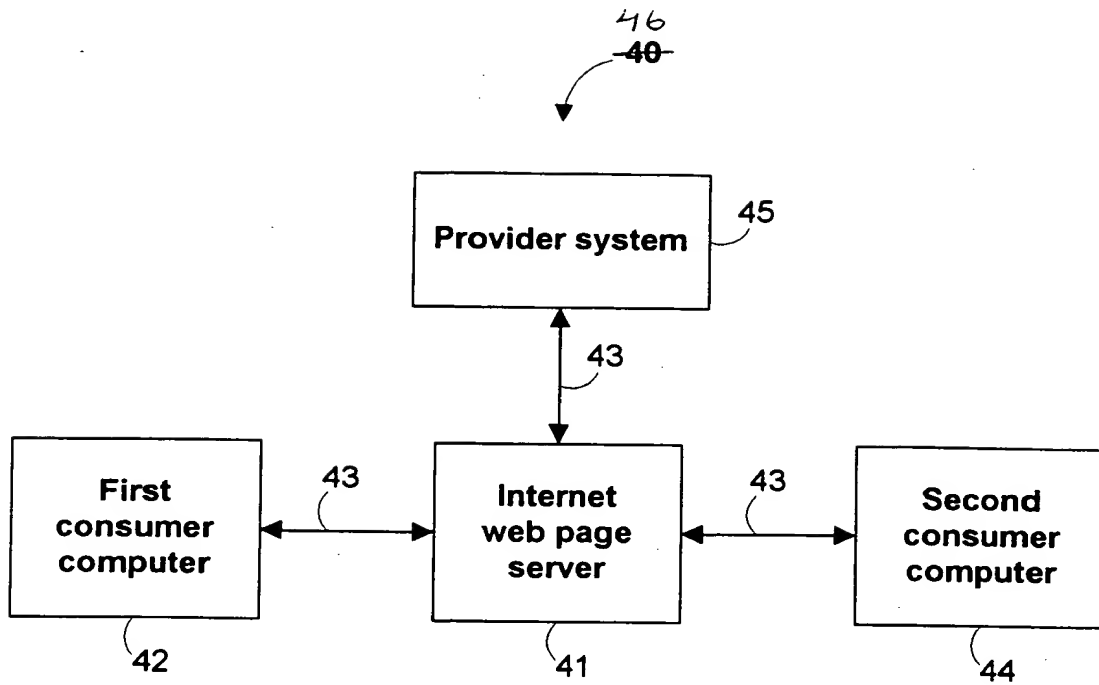 46
40
Provider system
45
43
First
consumer
computer
43
Internet
web page
server
43
Second
consumer
computer
42
41
44